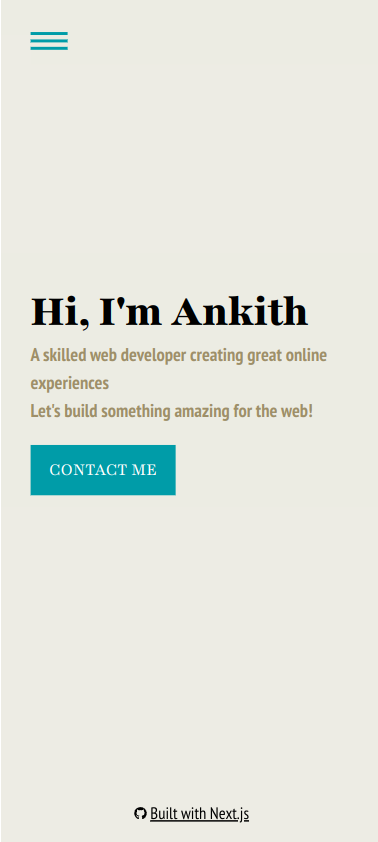 Hi, I'm Ankith
A skilled web developer creating great online
experiences
Let's build something amazing for the web!
CONTACT ME
Built with Next.js